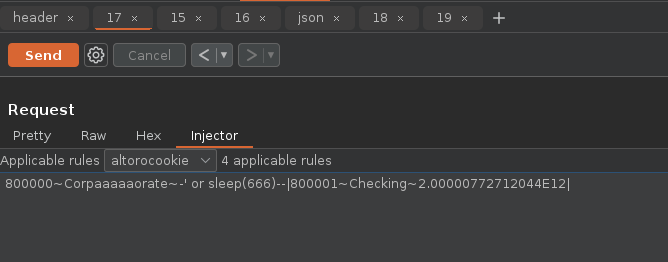 header × 17 × 15 × 16 × json × 18 × 19 × +
Send Cancel < ▼ > ▼
Request
Pretty Raw Hex Injector
Applicable rules altorocookie 4 applicable rules
800000~Corpaaaaaorate~-' or sleep(666)--|800001~Checking~2.00000772712044E12|